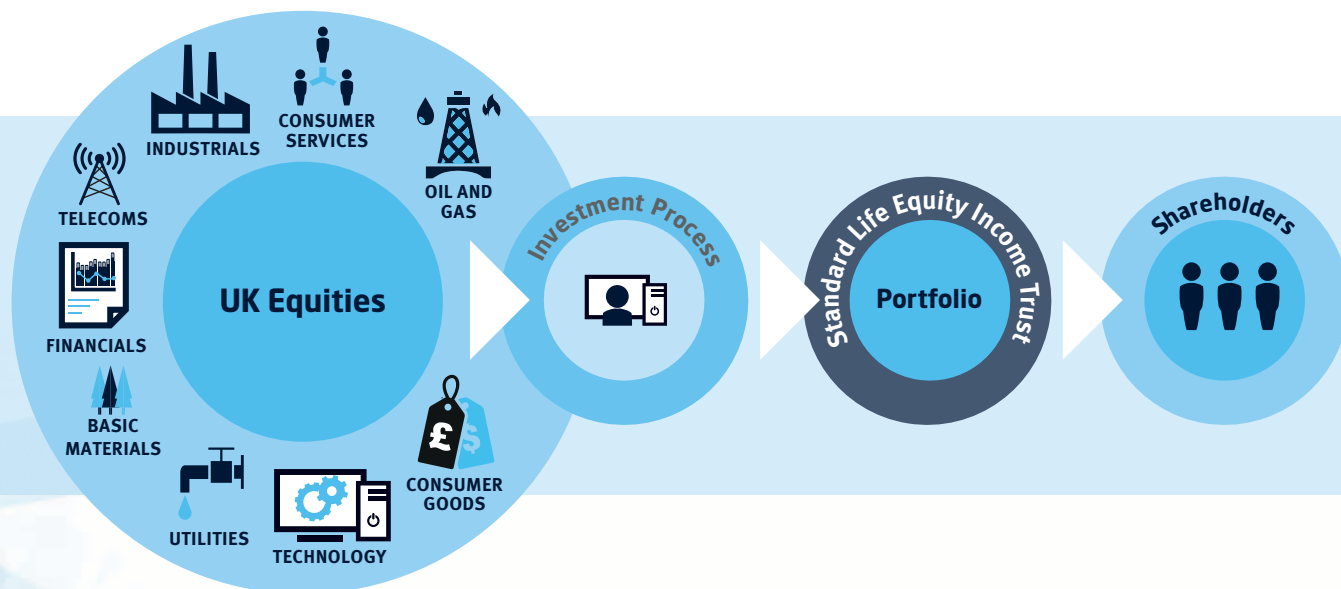 INDUSTRIALS
CONSUMER
SERVICES
OIL AND
GAS
TELECOMS
FINANCIALS
BASIC
MATERIALS
UTILITIES
TECHNOLOGY
CONSUMER
GOODS
£
$
UK Equities
Investment Process
Standard Life Equity Income Trust
Portfolio
Shareholders